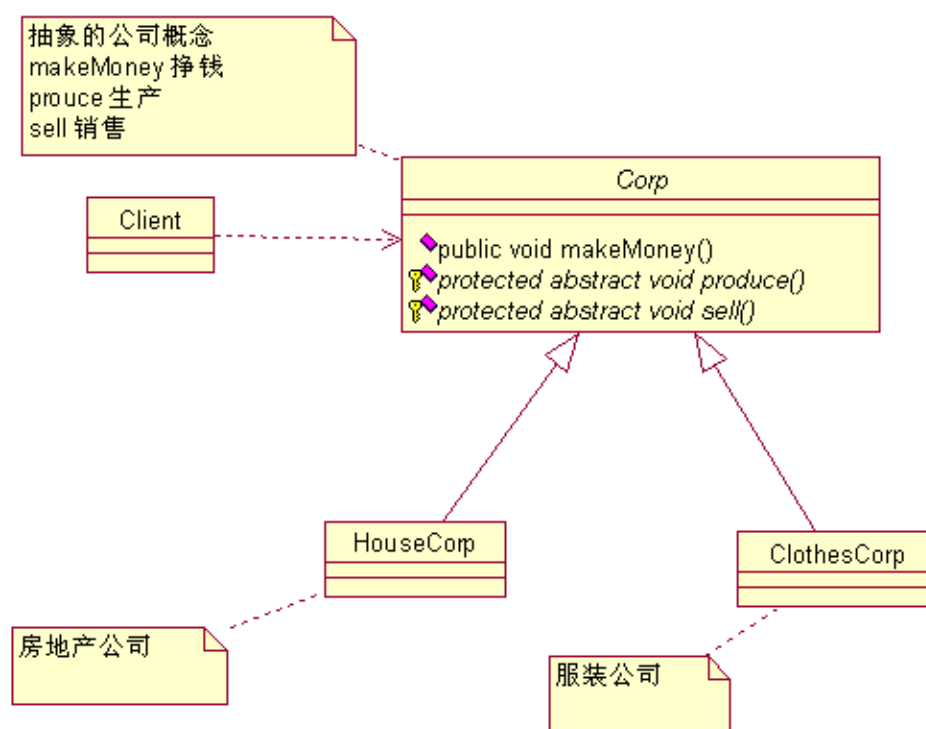 抽象的公司概念
makeMoney 挣钱
prouce 生产
sell 销售
Corp
Client
public void makeMoney()
protected abstract void produce()
protected abstract void sell()
HouseCorp
ClothesCorp
房地产公司
服装公司